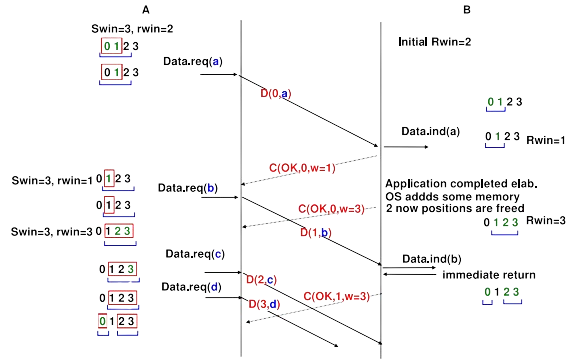 A
B
Swin=3, rwin=2
Initial Rwin=2
0 1 2 3
Data.req(a)
0 1 2 3
D(0,a)
0 1 2 3
Data.ind(a)
0 1 2 3
Rwin=1
C(OK,0,w=1)
Swin=3, rwin=1
0 1 2 3
Data.req(b)
Application completed elab.
OS addds some memory
2 now positions are freed
0 1 2 3
C(OK,0,w=3)
Swin=3, rwin=3
0 1 2 3
D(1,b)
0 1 2 3
Rwin=3
Data.req(c)
Data.ind(b)
0 1 2 3
immediate return
D(2,c)
Data.req(d)
C(OK,1,w=3)
0 1 2 3
0 1 2 3
D(3,d)
0 1 2 3